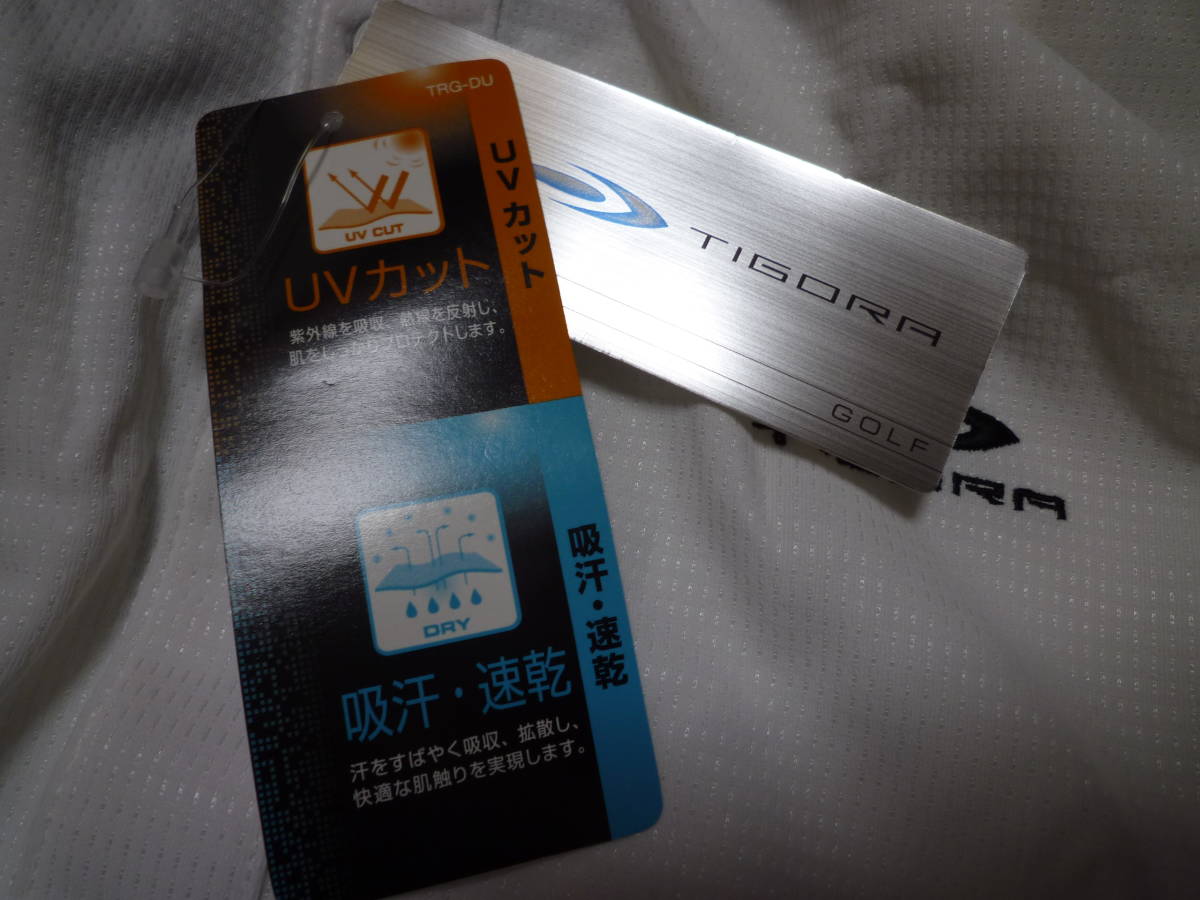 TRG-DU
UVカット
UV CUT
UVカット
紫外線を吸収、熱線を反射し、
肌をしっかりプロテクトします。
吸汗・速乾
DRY
吸汗・速乾
汗をすばやく吸収、拡散し、
快適な肌触りを実現します。
TIGORA
GOLF